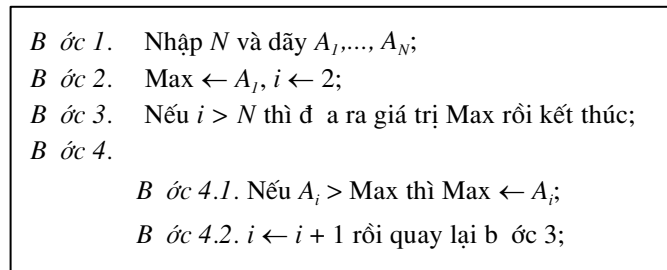 B ớc 1. Nhập N và dãy A1,..., AN;
B ớc 2. Max ← A1, i ← 2;
B ớc 3. Nếu i > N thì đ a ra giá trị Max rồi kết thúc;
B ớc 4.
B ớc 4.1. Nếu Ai > Max thì Max ← Ai;
B ớc 4.2. i ← i + 1 rồi quay lại b ớc 3;